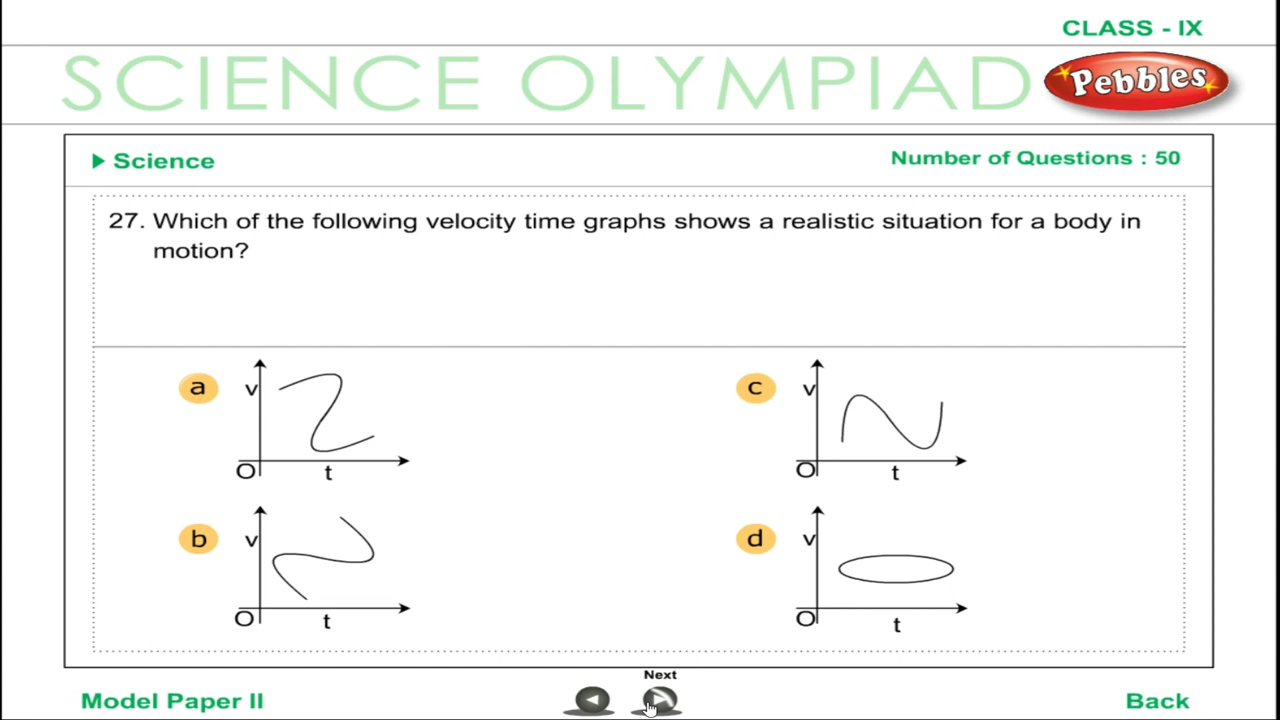 CLASS - IX
SCIENCE OLYMPIAD
Pebbles
Science
Number of Questions : 50
27. Which of the following velocity time graphs shows a realistic situation for a body in
motion?
a
v
O
t
c
v
O
t
b
v
O
t
d
v
O
t
Next
Model Paper II
Back